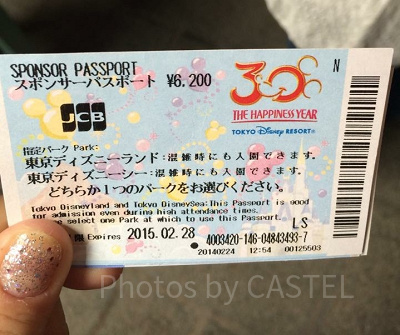 SPONSOR PASSPORT
スポンサーパスポート ¥6,200
N
JCB
30
THE HAPPINESS YEAR
TOKYO Disney RESORT®
指定パーク Park:
東京ディズニーランド:混雑時にも入園できます。
東京ディズニーシー:混雑時にも入園できます。
どちらか1つのパークをお選びください。
Tokyo Disneyland and Tokyo DisneySea:This Passport is good
for admission even during high attendance times.
select one Park at which to use this Passport.
LS
限 Expires 2015.02.28
4003420-146-04843493-7
20140224 12:54 00125503
Photos by CASTEL